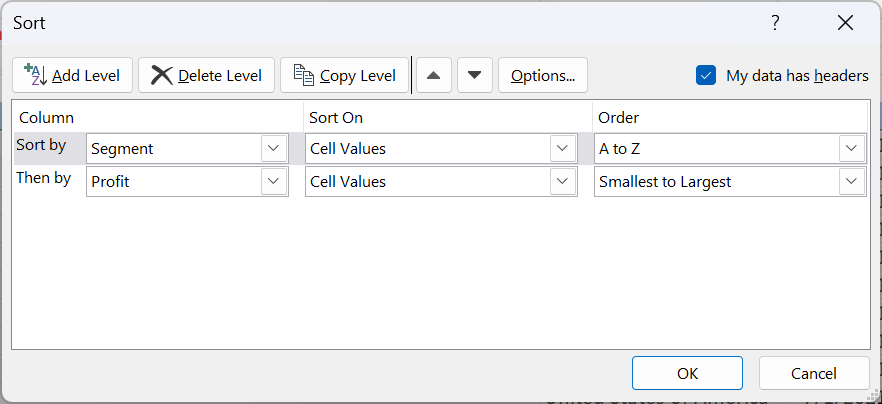 Sort ?
Add Level Delete Level Copy Level Options... My data has headers
Column Sort On Order
Sort by Segment Cell Values A to Z
Then by Profit Cell Values Smallest to Largest
OK Cancel